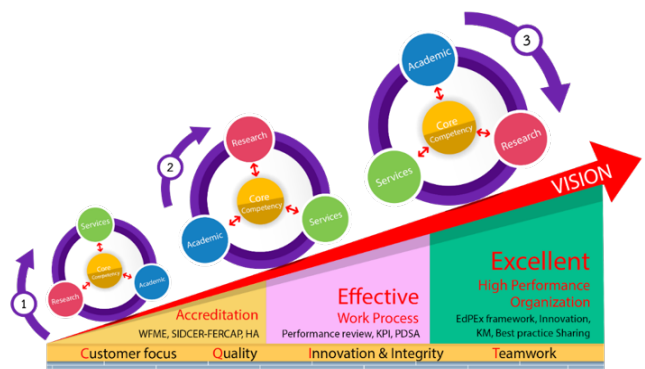 3
Academic
Core
Competency
Research
Services
2
Research
Core
Competency
Academic
Services
VISION
1
Services
Core
Competency
Research
Academic
Accreditation
WFME, SIDCER-FERCAP, HA
Effective
Work Process
Performance review, KPI, PDSA
Excellent
High Performance
Organization
EdPEx framework, Innovation,
KM, Best practice Sharing
Customer focus
Quality
Innovation & Integrity
Teamwork